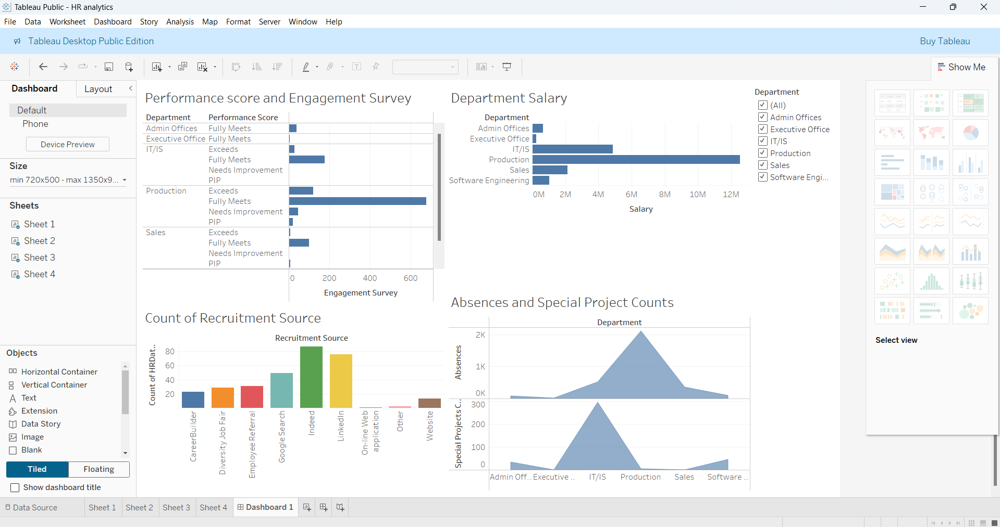 Tableau Public - HR analytics
File Data Worksheet Dashboard Story Analysis Map Format Server Window Help
Tableau Desktop Public Edition
Buy Tableau
Show Me
Dashboard Layout
Default
Phone
Device Preview
Size
min 720x500 - max 1350x9...
Sheets
Sheet 1
Sheet 2
Sheet 3
Sheet 4
Objects
Horizontal Container
Vertical Container
Text
Extension
Data Story
Image
Blank
Tiled Floating
Show dashboard title
Performance score and Engagement Survey
Department Performance Score
Admin Offices Fully Meets
Executive Office Fully Meets
IT/IS Exceeds
Fully Meets
Needs Improvement
PIP
Production Exceeds
Fully Meets
Needs Improvement
PIP
Sales Exceeds
Fully Meets
Needs Improvement
PIP
0 200 400 600
Engagement Survey
Department Salary
Department
Admin Offices
Executive Office
IT/IS
Production
Sales
Software Engineering
0M 2M 4M 6M 8M 10M 12M
Salary
Department
(All)
Admin Offices
Executive Office
IT/IS
Production
Sales
Software Engi...
Count of Recruitment Source
Recruitment Source
Count of HRDat..
80
60
40
20
CareerBuilder
Diversity Job Fair
Employee Referral
Google Search
Indeed
LinkedIn
On-line Web
application
Other
Website
Absences and Special Project Counts
Department
Absences
2K
1K
0K
Special Projects C..
300
200
100
0
Admin Off.. Executive .. IT/IS Production Sales Software ..
Select view
Data Source Sheet 1 Sheet 2 Sheet 3 Sheet 4 Dashboard 1